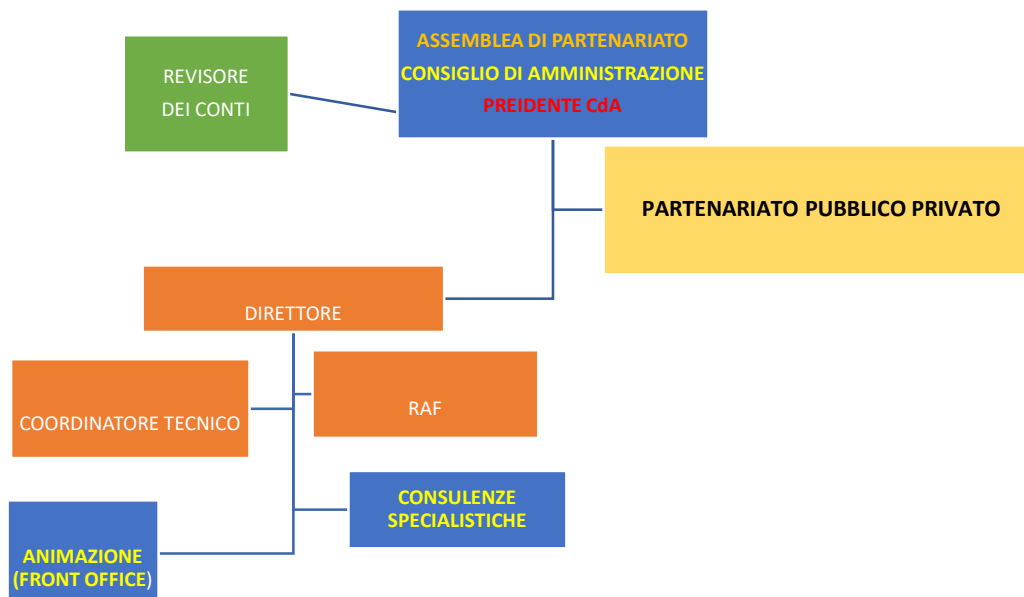 REVISORE
DEI CONTI
ASSEMBLEA DI PARTENARIATO
CONSIGLIO DI AMMINISTRAZIONE
PREIDENTE CdA
PARTENARIATO PUBBLICO PRIVATO
DIRETTORE
COORDINATORE TECNICO
RAF
CONSULENZE
SPECIALISTICHE
ANIMAZIONE
(FRONT OFFICE)